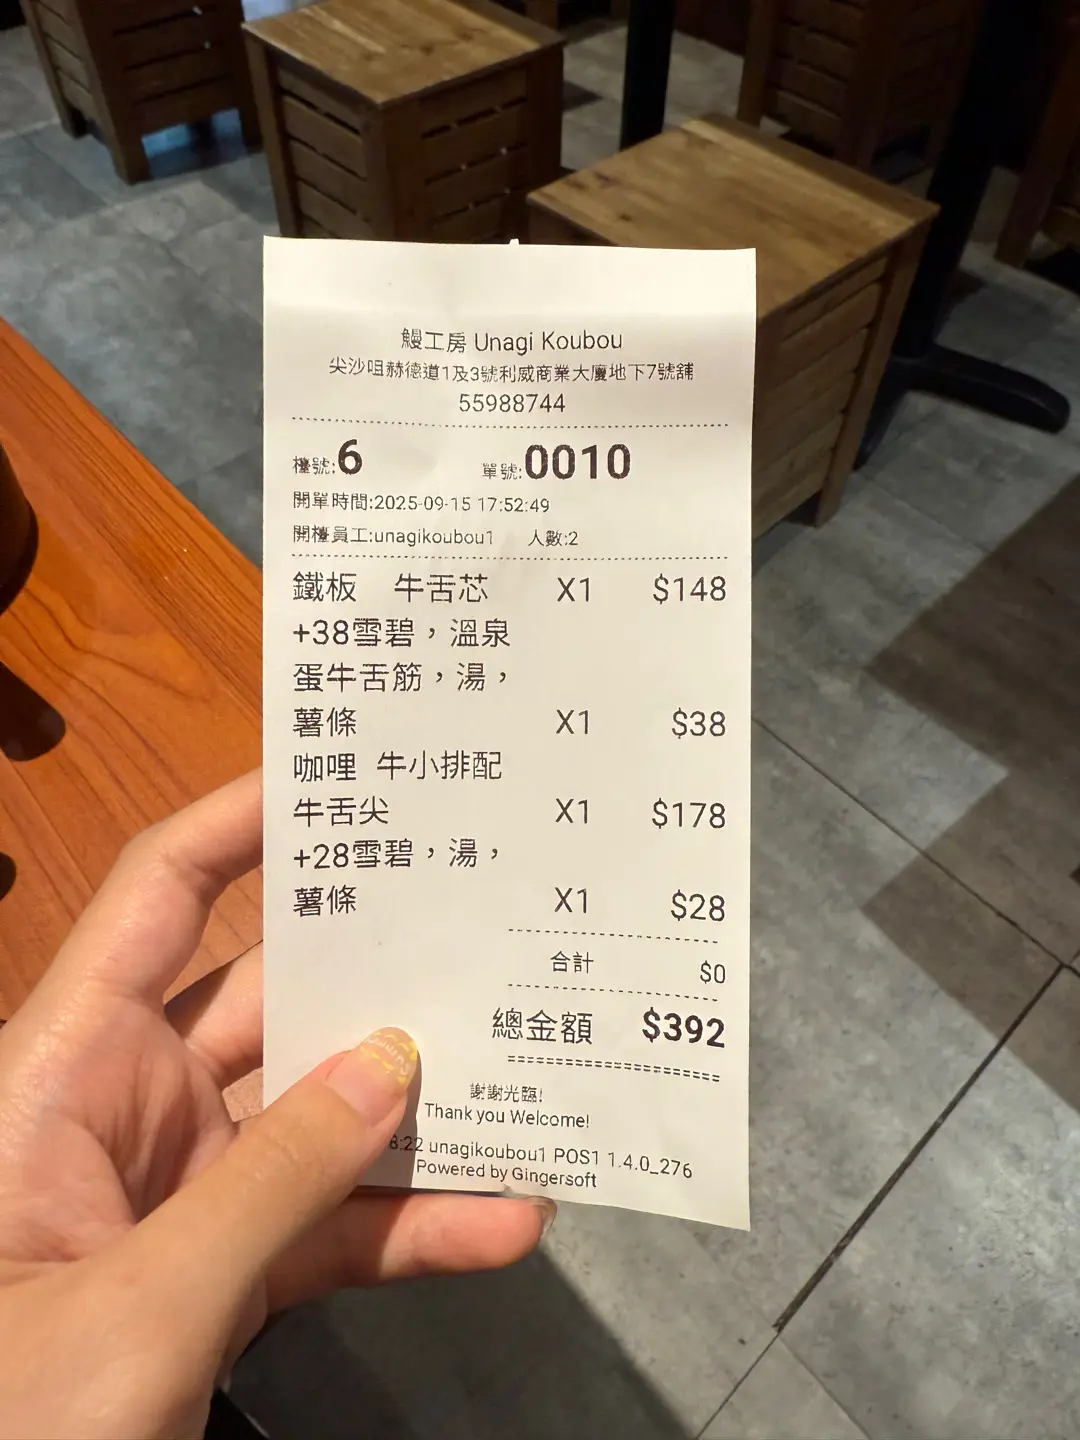 鰻工房 Unagi Koubou
尖沙咀赫德道1及3號利威商業大廈地下7號舖
55988744
檯號:6 單號:0010
開單時間:2025-09-15 17:52:49
開檯員工:unagikoubou1 人數:2
鐵板 牛舌芯 X1 $148
+38雪碧，溫泉
蛋牛舌筋，湯，
薯條 X1 $38
咖哩 牛小排配
牛舌尖 X1 $178
+28雪碧，湯，
薯條 X1 $28
合計 $0
總金額 $392
謝謝光臨!
Thank you Welcome!
8:22 unagikoubou1 POS1 1.4.0_276
Powered by Gingersoft